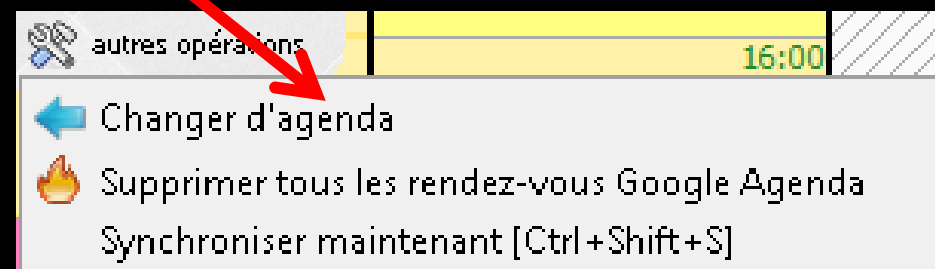 autres opérations
16:00
Changer d'agenda
Supprimer tous les rendez-vous Google Agenda
Synchroniser maintenant [Ctrl+Shift+S]